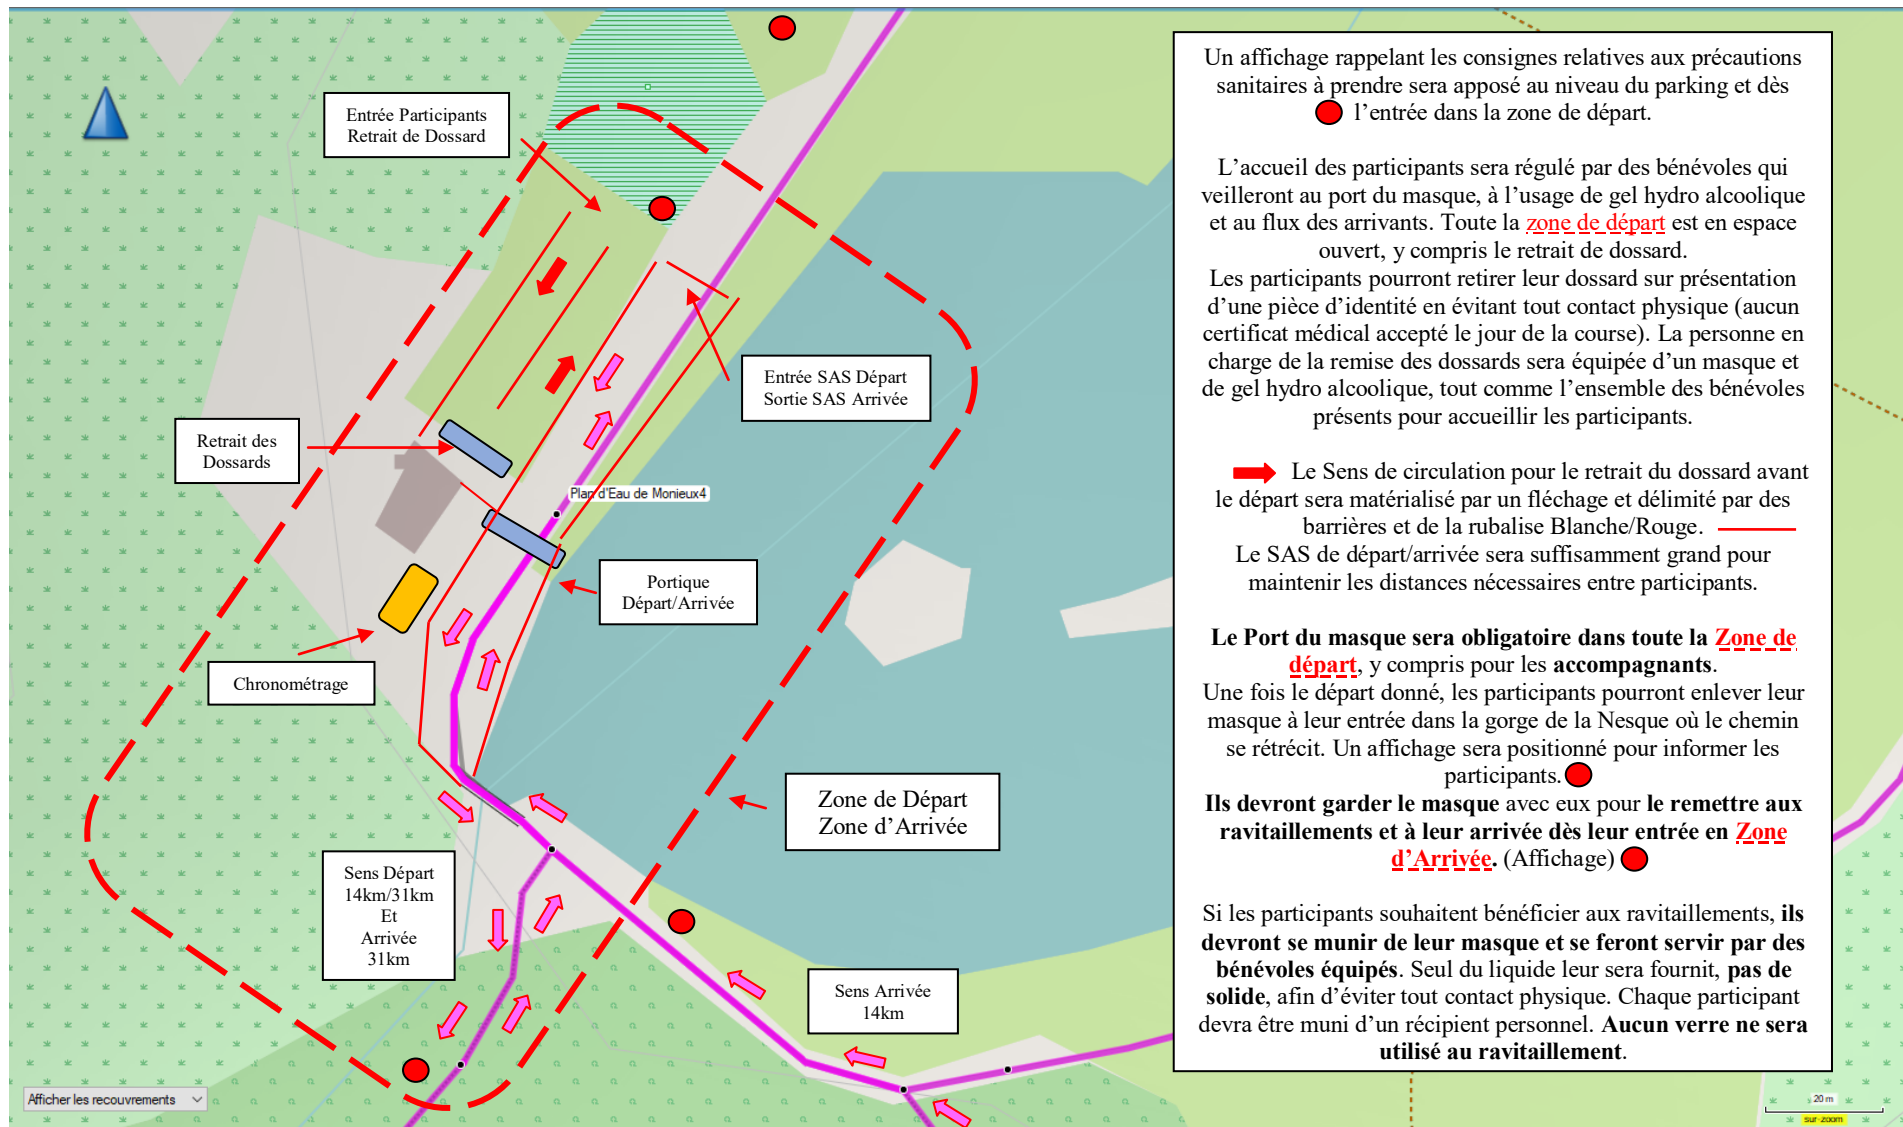 Entrée Participants
Retrait de Dossard
Entrée SAS Départ
Sortie SAS Arrivée
Retrait des
Dossards
Plan d'Eau de Monieux4
Portique
Départ/Arrivée
Chronométrage
Zone de Départ
Zone d’Arrivée
Sens Départ
14km/31km
Et
Arrivée
31km
Sens Arrivée
14km
Afficher les recouvrements
Un affichage rappelant les consignes relatives aux précautions
sanitaires à prendre sera apposé au niveau du parking et dès
l’entrée dans la zone de départ.
L’accueil des participants sera régulé par des bénévoles qui
veilleront au port du masque, à l’usage de gel hydro alcoolique
et au flux des arrivants. Toute la zone de départ est en espace
ouvert, y compris le retrait de dossard.
Les participants pourront retirer leur dossard sur présentation
d’une pièce d’identité en évitant tout contact physique (aucun
certificat médical accepté le jour de la course). La personne en
charge de la remise des dossards sera équipée d’un masque et
de gel hydro alcoolique, tout comme l’ensemble des bénévoles
présents pour accueillir les participants.
Le Sens de circulation pour le retrait du dossard avant
le départ sera matérialisé par un fléchage et délimité par des
barrières et de la rubalise Blanche/Rouge.
Le SAS de départ/arrivée sera suffisamment grand pour
maintenir les distances nécessaires entre participants.
Le Port du masque sera obligatoire dans toute la Zone de
départ, y compris pour les accompagnants.
Une fois le départ donné, les participants pourront enlever leur
masque à leur entrée dans la gorge de la Nesque où le chemin
se rétrécit. Un affichage sera positionné pour informer les
participants.
Ils devront garder le masque avec eux pour le remettre aux
ravitaillements et à leur arrivée dès leur entrée en Zone
d’Arrivée. (Affichage)
Si les participants souhaitent bénéficier aux ravitaillements, ils
devront se munir de leur masque et se feront servir par des
bénévoles équipés. Seul du liquide leur sera fournit, pas de
solide, afin d’éviter tout contact physique. Chaque participant
devra être muni d’un récipient personnel. Aucun verre ne sera
utilisé au ravitaillement.
20 m
sur-zoom